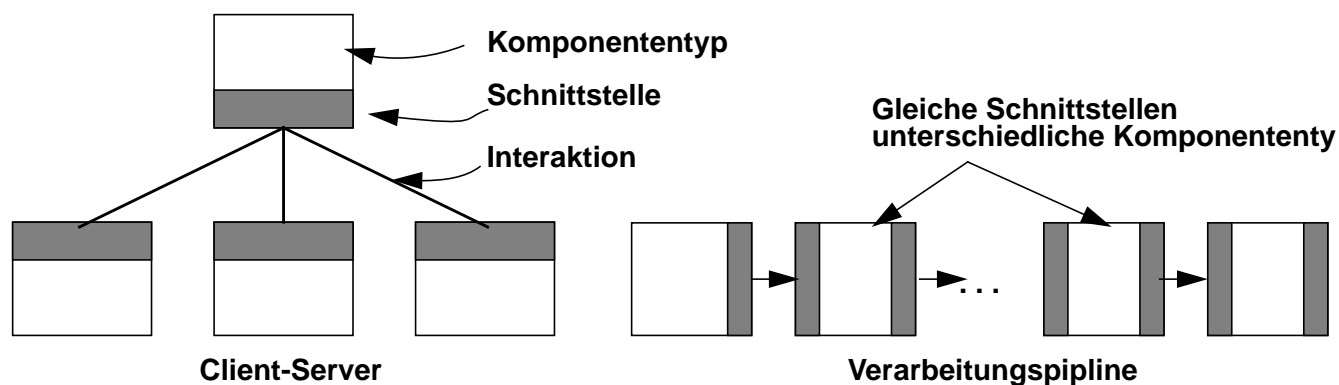 Komponententyp
Schnittstelle
Interaktion
Gleiche Schnittstellen
unterschiedliche Komponententy
. . .
Client-Server
Verarbeitungspipline